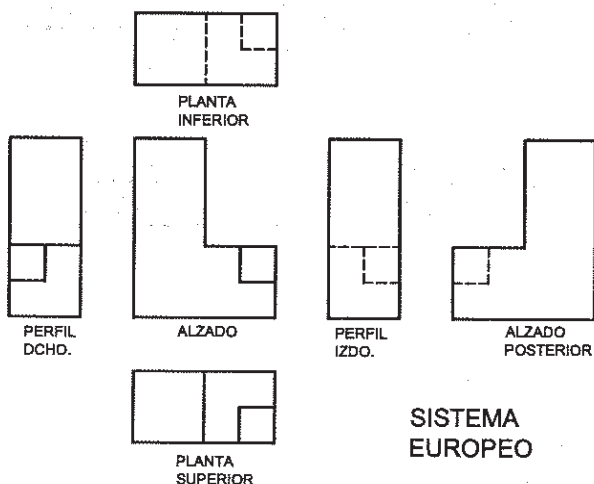 PLANTA
INFERIOR
PERFIL
DCHO.
ALZADO
PERFIL
IZDO.
ALZADO
POSTERIOR
PLANTA
SUPERIOR
SISTEMA
EUROPEO